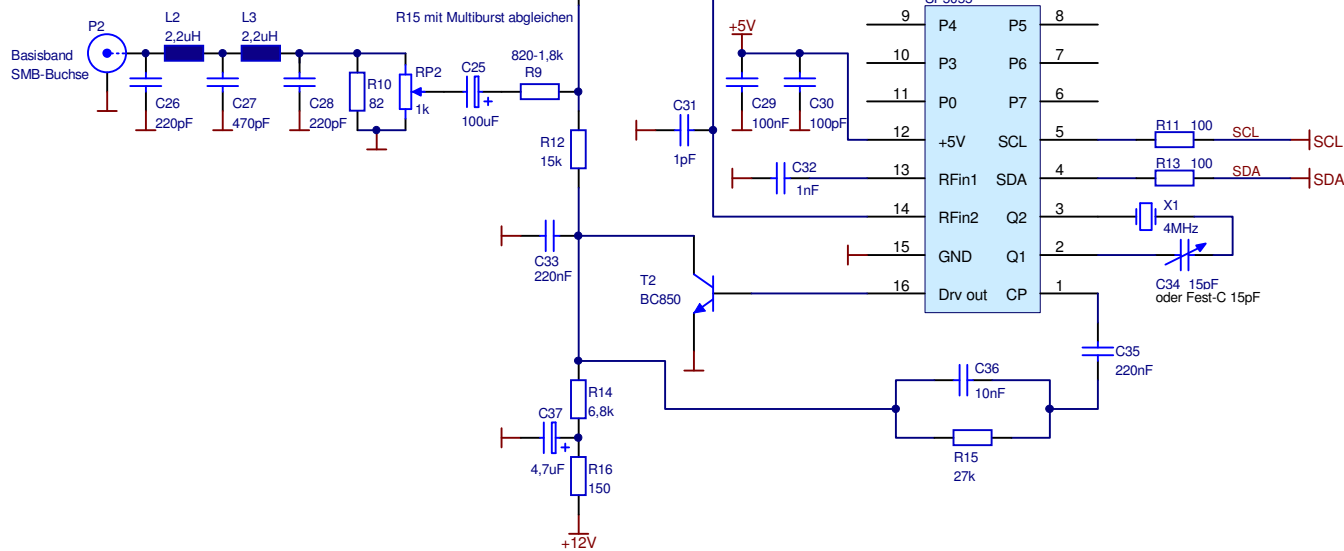 P2
Basisband
SMB-Buchse
L2
2,2uH
L3
2,2uH
C26
220pF
C27
470pF
C28
220pF
R10
82
RP2
1k
C25
100uF
R15 mit Multiburst abgleichen
820-1,8k
R9
R12
15k
C31
1pF
C33
220nF
T2
BC850
R14
6,8k
C37
4,7uF
R16
150
+12V
+5V
C29
100nF
C30
100pF
C32
1nF
9 P4 P5 8
10 P3 P6 7
11 P0 P7 6
12 +5V SCL 5
13 RFin1 SDA 4
14 RFin2 Q2 3
15 GND Q1 2
16 Drv out CP 1
R11 100 SCL SCL
R13 100 SDA SDA
X1
4MHz
C34 15pF
oder Fest-C 15pF
C35
220nF
C36
10nF
R15
27k